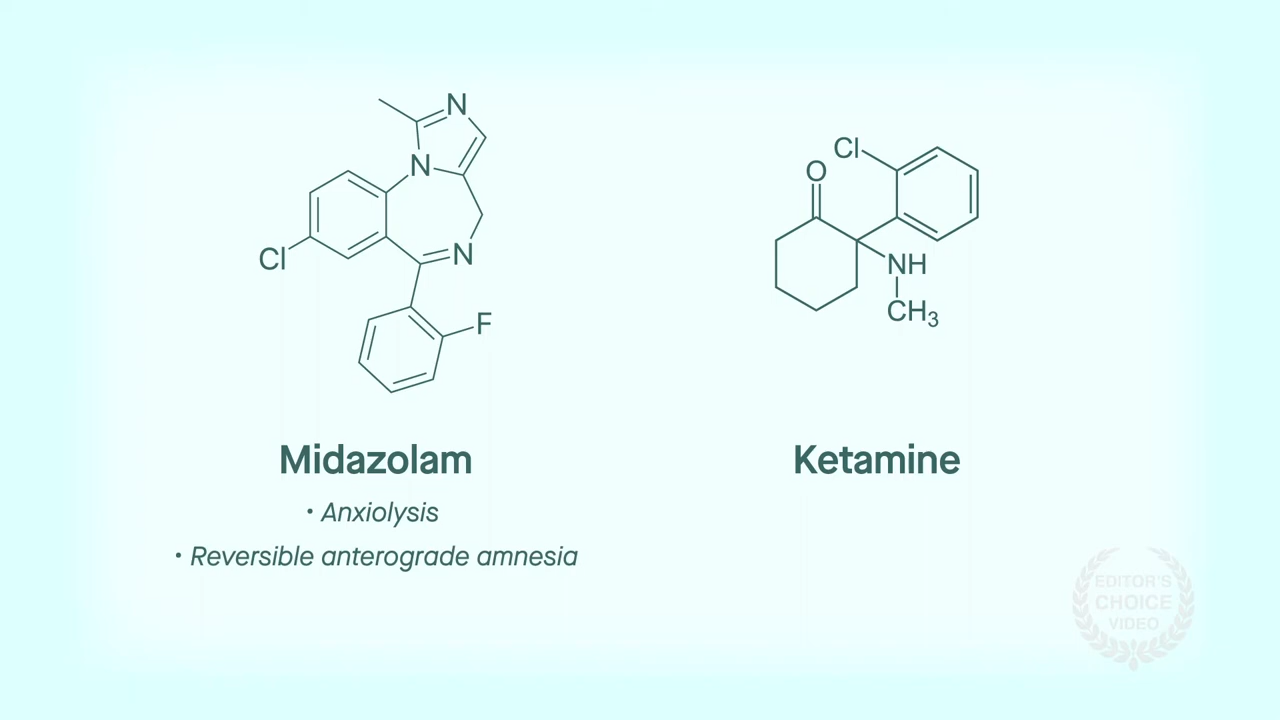 N
N
Cl
N
F
Midazolam
• Anxiolysis
• Reversible anterograde amnesia
Cl
O
NH
CH₃
Ketamine
EDITOR'S
CHOICE
VIDEO